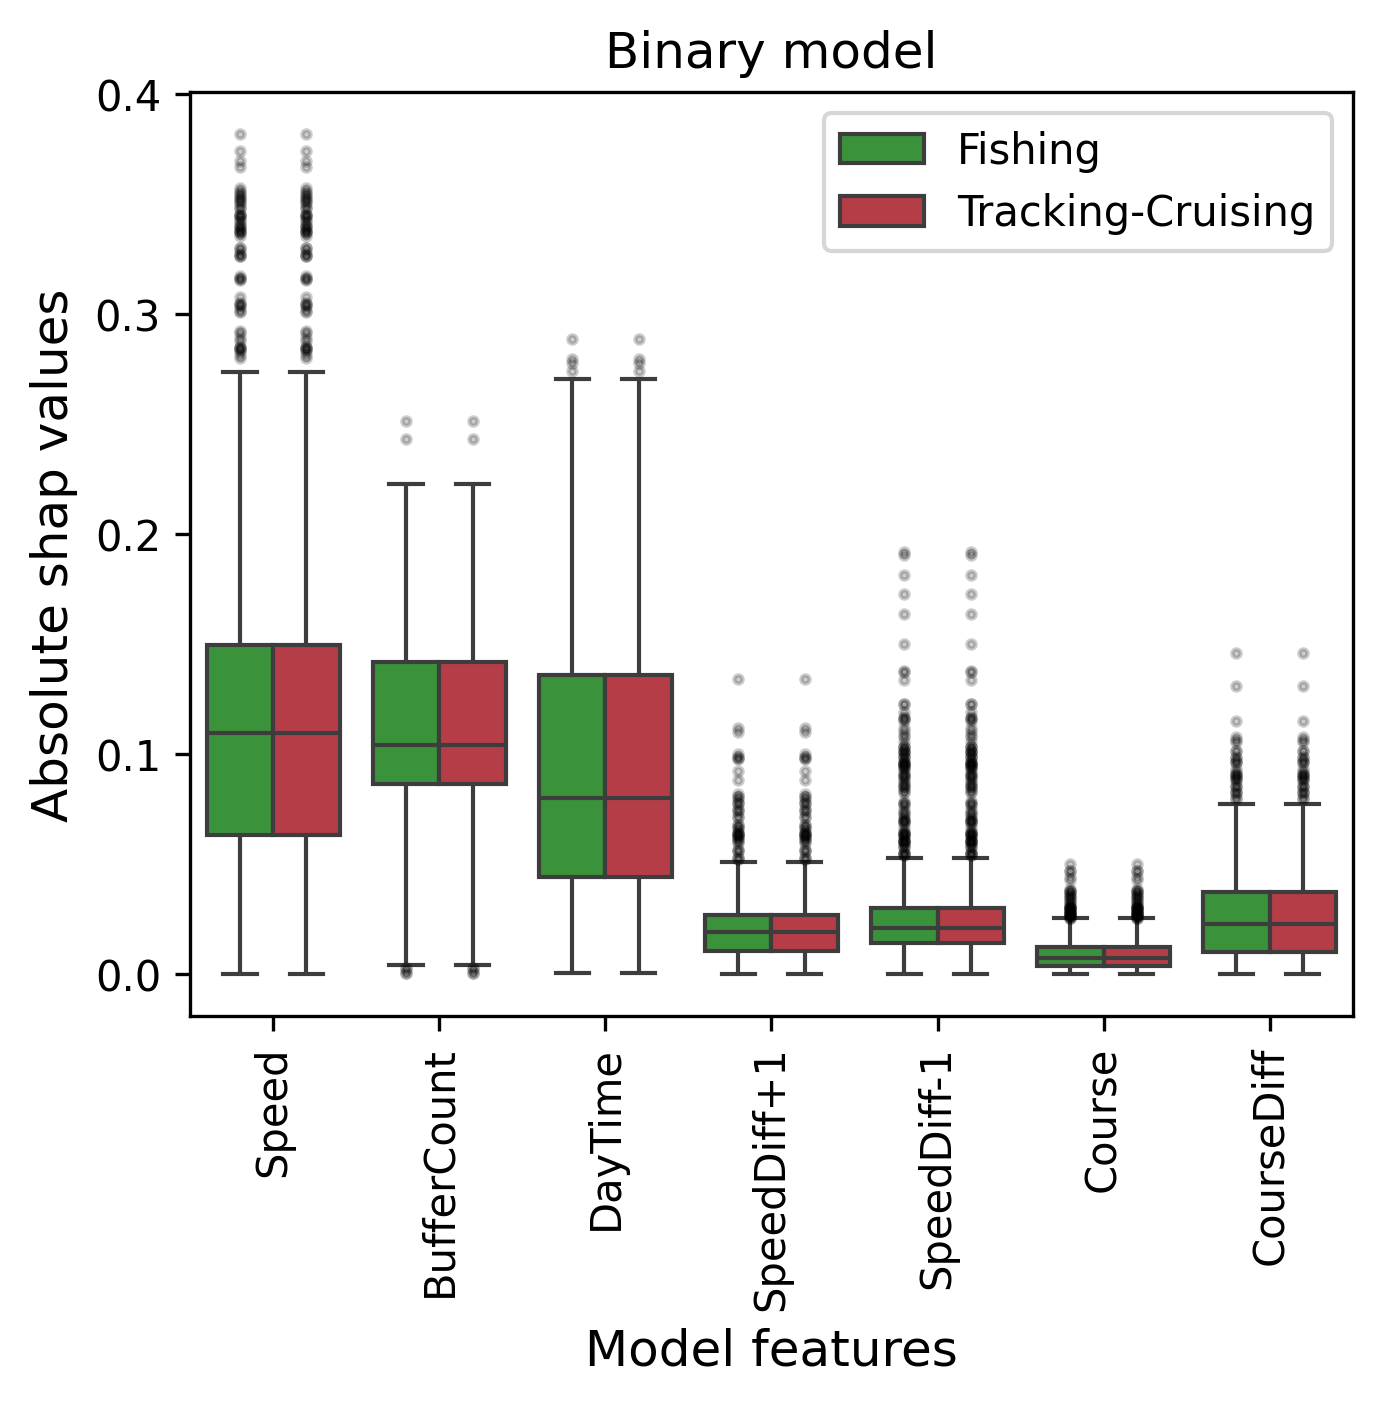 Binary model
Absolute shap values
0.4
0.3
0.2
0.1
0.0
Fishing
Tracking-Cruising
Speed
BufferCount
DayTime
SpeedDiff+1
SpeedDiff-1
Course
CourseDiff
Model features